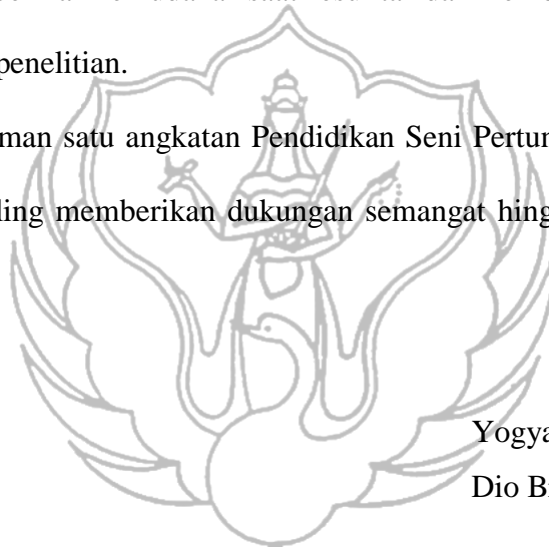 penelitian.
man satu angkatan Pendidikan Seni Pertun
ling memberikan dukungan semangat hing
Yogya
Dio B